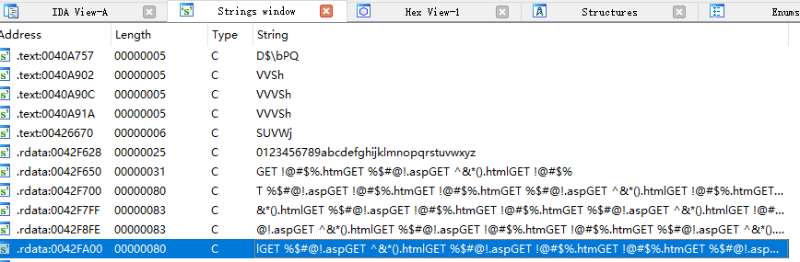 IDA View-A Strings window Hex View-1 Structures Enums
Address Length Type String
.text:0040A757 00000005 C D$\bPQ
.text:0040A902 00000005 C VVSh
.text:0040A90C 00000005 C VVVSh
.text:0040A91A 00000005 C VVSh
.text:00426670 00000006 C SUVWj
.rdata:0042F628 00000025 C 0123456789abcdefghijklmnopqrstuvwxyz
.rdata:0042F650 00000031 C GET !@#$%.htmGET %$#@!.aspGET ^&*().htmlGET !@#$%
.rdata:0042F700 00000080 C T %$#@!.aspGET !@#$%.htmGET !@#$%.htmGET %$#@!.aspGET ^&*().htmlGET !@#$%.htmGET...
.rdata:0042F7FF 00000083 C &*().htmlGET %$#@!.aspGET !@#$%.htmGET !@#$%.htmGET %$#@!.aspGET ^&*().htmlGET !@#...
.rdata:0042F8FE 00000083 C @!.aspGET ^&*().htmlGET %$#@!.aspGET !@#$%.htmGET !@#$%.htmGET %$#@!.aspGET ^&*()....
.rdata:0042FA00 00000080 C !GET %$#@!.aspGET ^&*().htmlGET %$#@!.aspGET !@#$%.htmGET !@#$%.htmGET %$#@!.asp...